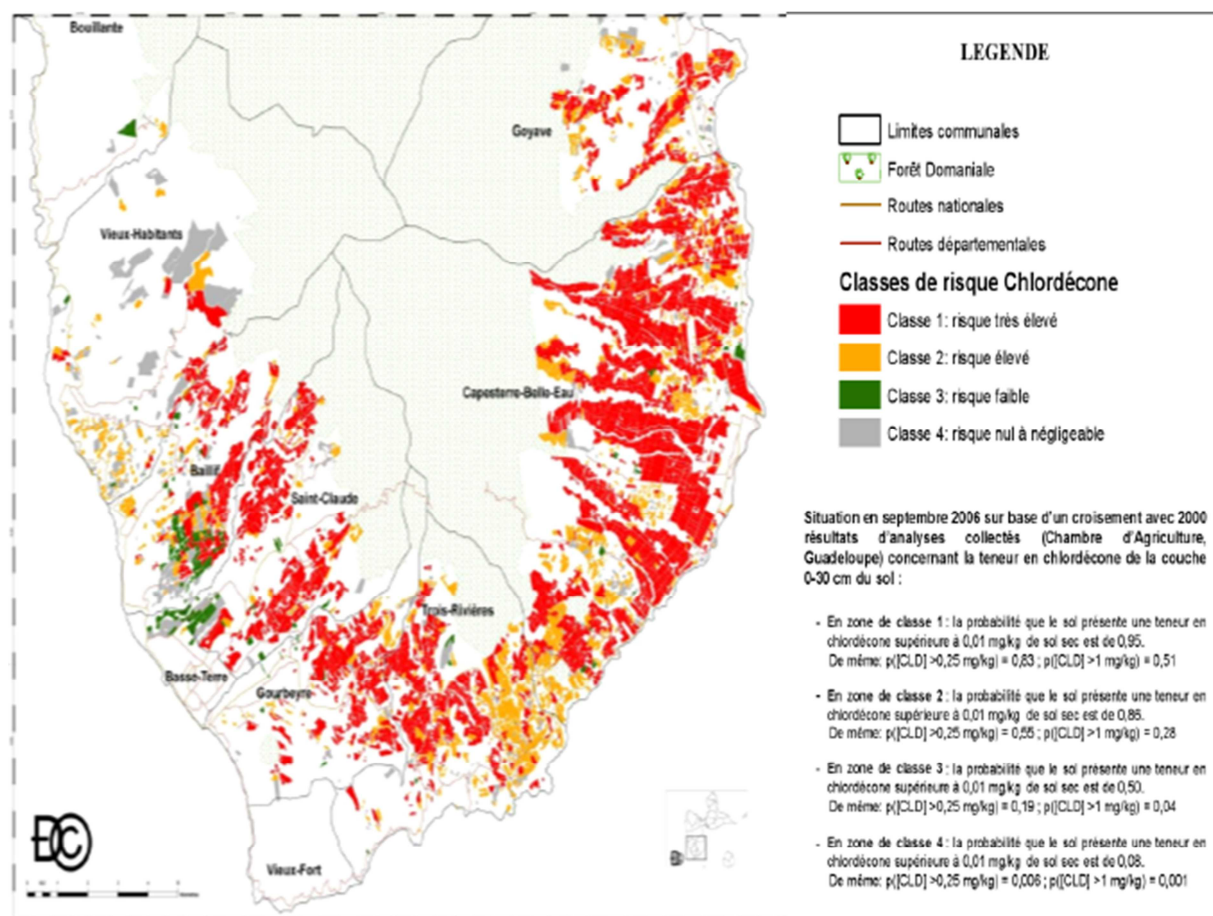 Bouillante
Goyave
Vieux-Habitants
Capesterre-Belle-Eau
Baillif
Saint-Claude
Trois-Rivières
Basse-Terre
Gourbeyre
Vieux-Fort
LEGENDE
Limites communales
Forêt Domaniale
Routes nationales
Routes départementales
Classes de risque Chlordécone
Classe 1: risque très élevé
Classe 2: risque élevé
Classe 3: risque faible
Classe 4: risque nul à négligeable
Situation en septembre 2006 sur base d'un croisement avec 2000
résultats d'analyses collectés (Chambre d'Agriculture,
Guadeloupe) concernant la teneur en chlordécone de la couche
0-30 cm du sol :
- En zone de classe 1 : la probabilité que le sol présente une teneur en
chlordécone supérieure à 0,01 mg/kg de sol sec est de 0,95.
De même: p([CLD] >0,25 mg/kg) = 0,83 ; p([CLD] >1 mg/kg) = 0,51
- En zone de classe 2 : la probabilité que le sol présente une teneur en
chlordécone supérieure à 0,01 mg/kg de sol sec est de 0,86.
De même: p([CLD] >0,25 mg/kg) = 0,55 ; p([CLD] >1 mg/kg) = 0,28
- En zone de classe 3 : la probabilité que le sol présente une teneur en
chlordécone supérieure à 0,01 mg/kg de sol sec est de 0,50.
De même: p([CLD] >0,25 mg/kg) = 0,19 ; p([CLD] >1 mg/kg) = 0,04
- En zone de classe 4 : la probabilité que le sol présente une teneur en
chlordécone supérieure à 0,01 mg/kg de sol sec est de 0,08.
De même: p([CLD] >0,25 mg/kg) = 0,006 ; p([CLD] >1 mg/kg) = 0,001